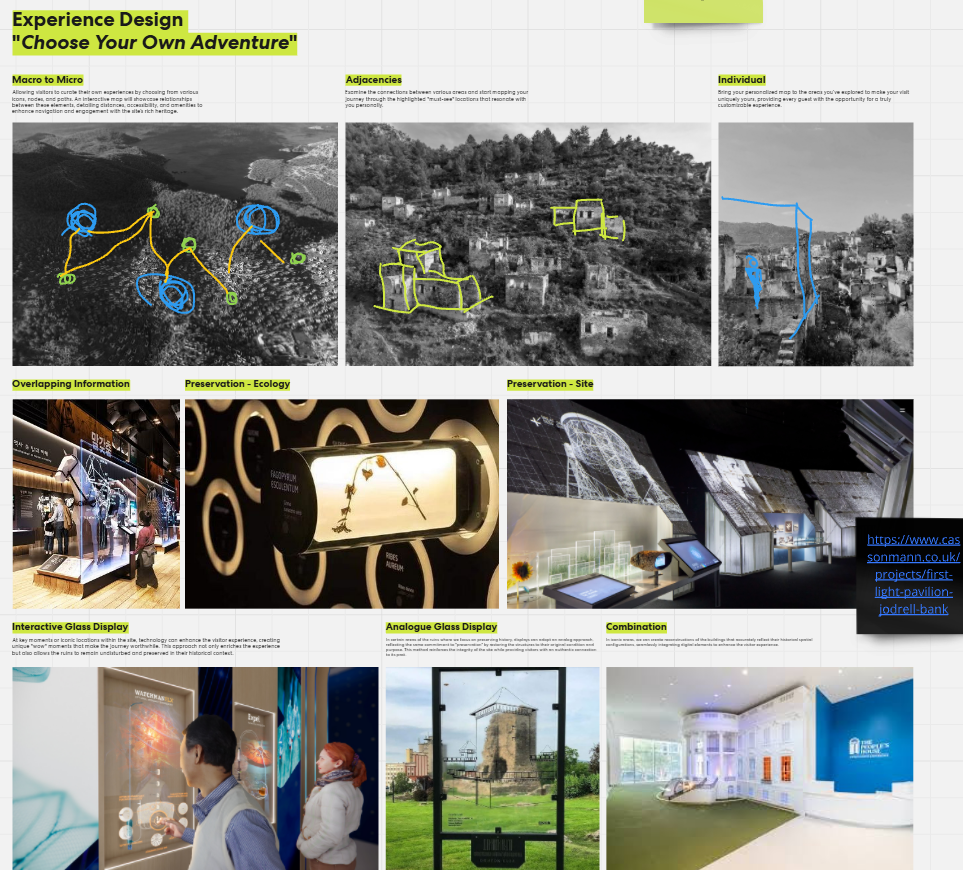 Experience Design
"Choose Your Own Adventure"
Macro to Micro
Allowing visitors to curate their own experiences by choosing from various
icons, nodes, and paths. An interactive map will showcase relationships
between these elements, detailing distances, accessibility, and amenities to
enhance navigation and engagement with the site's rich heritage.
Adjacencies
Examine the connections between various areas and start mapping your
journey through the highlighted "must-see" locations that resonate with
you personally.
Individual
Bring your personalized map to the areas you've explored to make your visit
uniquely yours, providing every guest with the opportunity for a truly
customizable experience.
Overlapping Information
Preservation - Ecology
Preservation - Site
FAGOPYRUM
ESCULENTUM
RIBES
AUREUM
https://www.cas
sonmann.co.uk/
projects/first-
light-pavilion-
jodrell-bank
Interactive Glass Display
At key moments or iconic locations within the site, technology can enhance the visitor experience, creating
unique "wow" moments that make the journey worthwhile. This approach not only enriches the experience
but also allows the ruins to remain undisturbed and preserved in their historical context.
Analogue Glass Display
In certain areas of the ruins where we focus on preserving history, displays can adopt an analog approach,
reflecting the same commitment to "preservation" by restoring the structures to their original condition and
purpose. This method embraces the integrity of the site while providing visitors with an authentic connection
to its past.
Combination
In iconic areas, we can create reconstructions of the buildings that accurately reflect their historical spatial
configurations, seamlessly integrating digital elements to enhance the visitor experience.
WATCHMAN
THE
PEOPLE'S
HOUSE